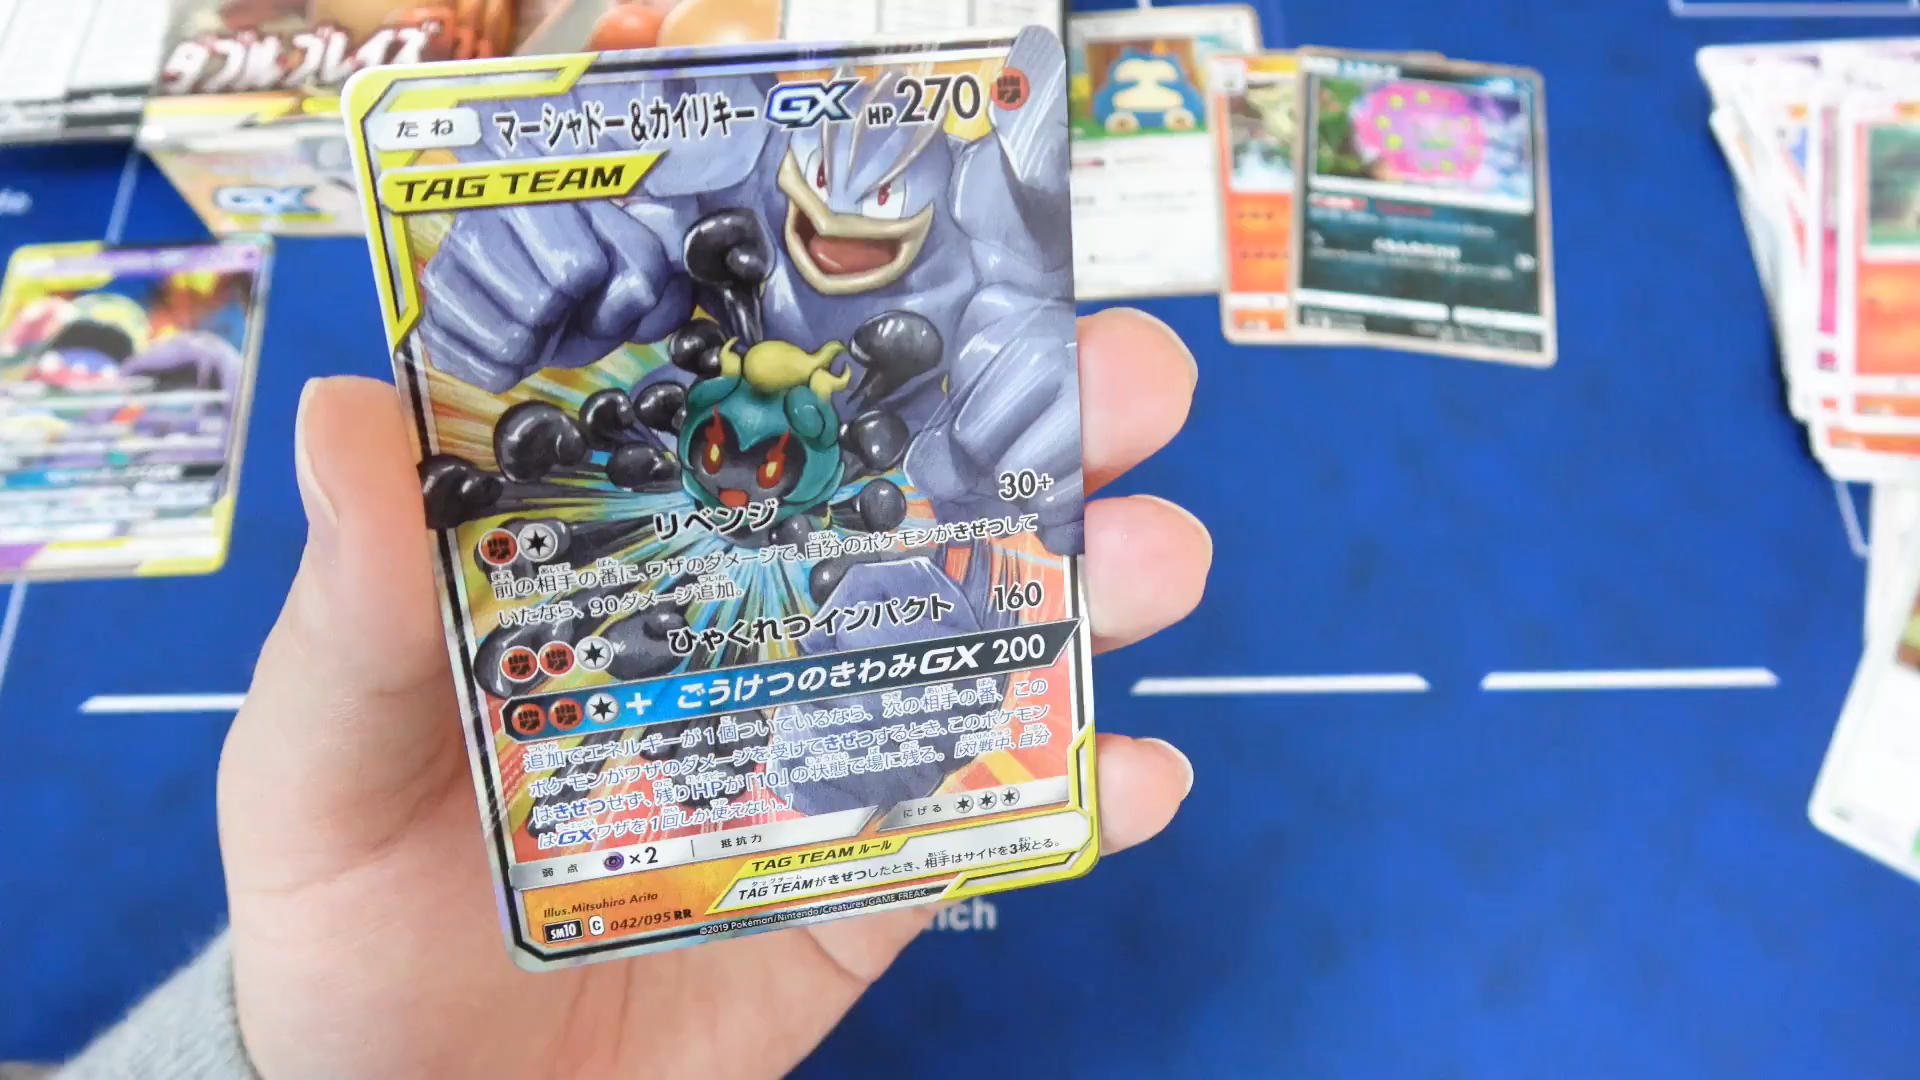 ダブルブレイズ
GX
たね マーシャドー&カイリキーGX HP270
TAG TEAM
リベンジ 30+
前の相手の番に、ワザのダメージで、自分のポケモンがきぜつして
いたなら、90ダメージ追加。
ひゃくれつインパクト 160
+ ごうけつのきわみGX 200
追加でエネルギーが1個ついているなら、次の相手の番、この
ポケモンがワザのダメージを受けてきぜつするとき、このポケモン
はきぜつせず、残りHPが「10」の状態で場に残る。[対戦中、自分
はGXワザを1回しか使えない。]
弱点 ×2 抵抗力 にげる
TAG TEAM ルール
TAG TEAMがきぜつしたとき、相手はサイドを3枚とる。
Illus.Mitsuhiro Arita
SM10 C 042/095 RR
©2019 Pokémon/Nintendo/Creatures/GAME FREAK.